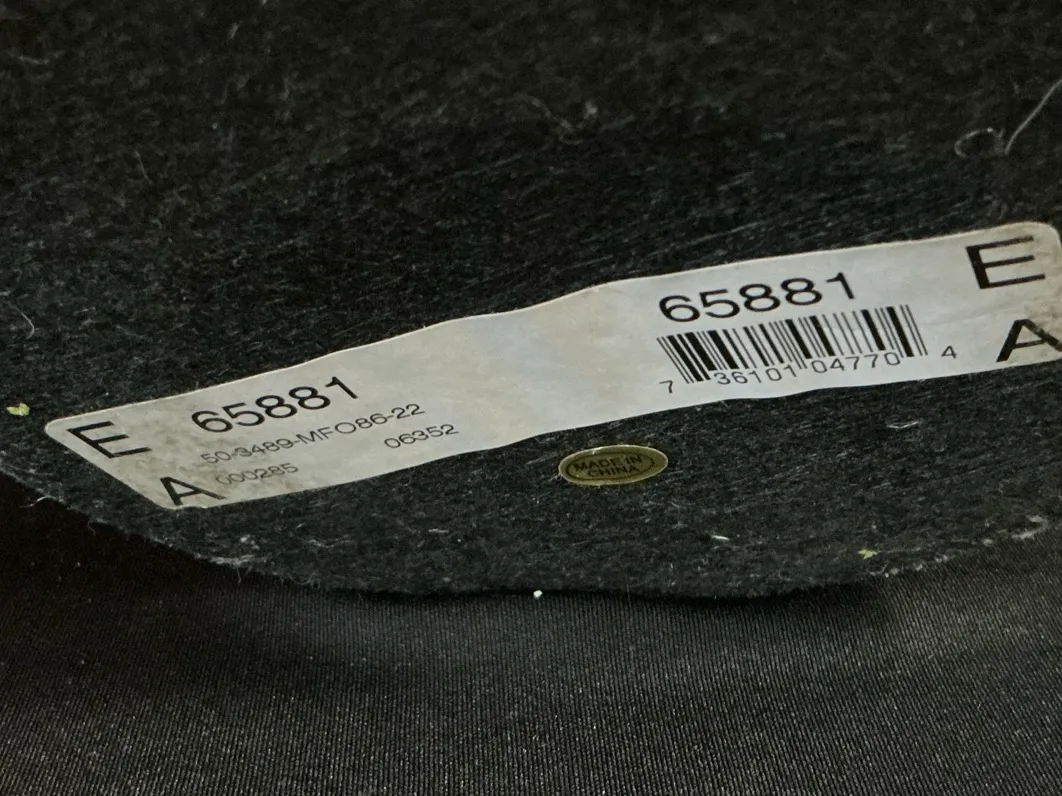 E
A
65881
50-3489-MFO86-22
000285 06352
65881
7 36101 04770 4
E
A
MADE IN
CHINA